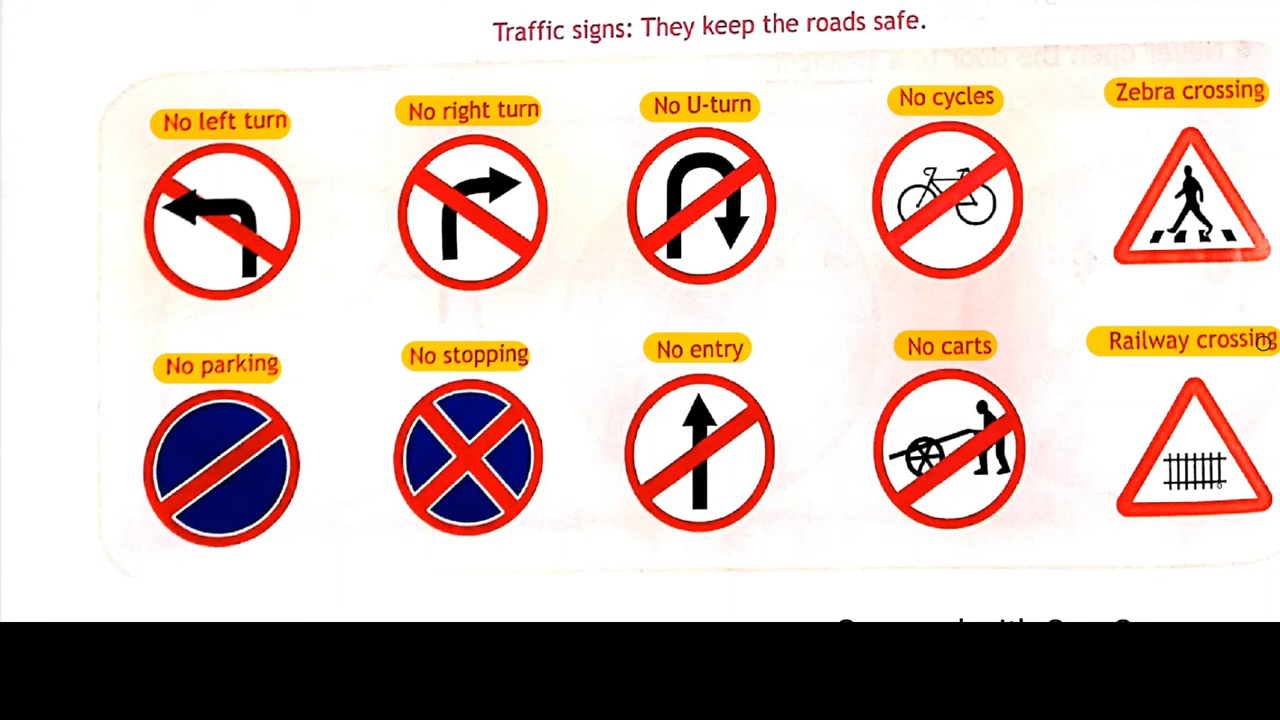 Traffic signs: They keep the roads safe.
No left turn
No right turn
No U-turn
No cycles
Zebra crossing
No parking
No stopping
No entry
No carts
Railway crossing